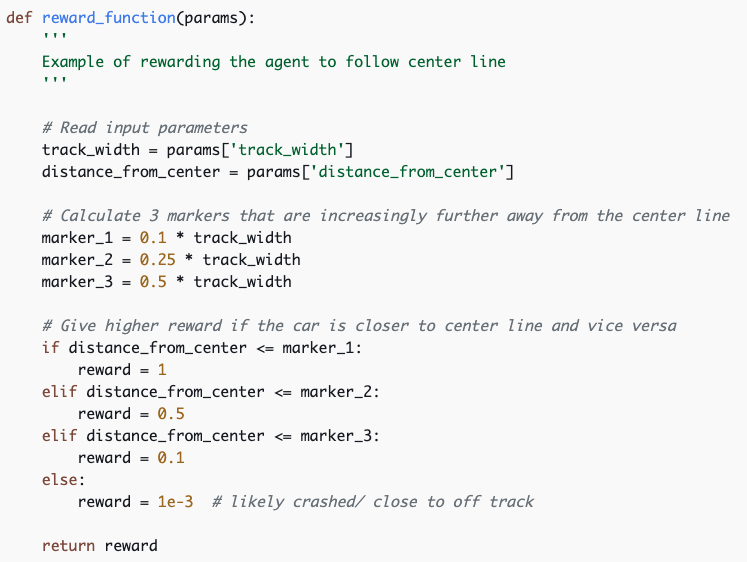 def reward_function(params):
    '''
    Example of rewarding the agent to follow center line
    '''

    # Read input parameters
    track_width = params['track_width']
    distance_from_center = params['distance_from_center']

    # Calculate 3 markers that are increasingly further away from the center line
    marker_1 = 0.1 * track_width
    marker_2 = 0.25 * track_width
    marker_3 = 0.5 * track_width

    # Give higher reward if the car is closer to center line and vice versa
    if distance_from_center <= marker_1:
        reward = 1
    elif distance_from_center <= marker_2:
        reward = 0.5
    elif distance_from_center <= marker_3:
        reward = 0.1
    else:
        reward = 1e-3  # likely crashed/ close to off track

    return reward